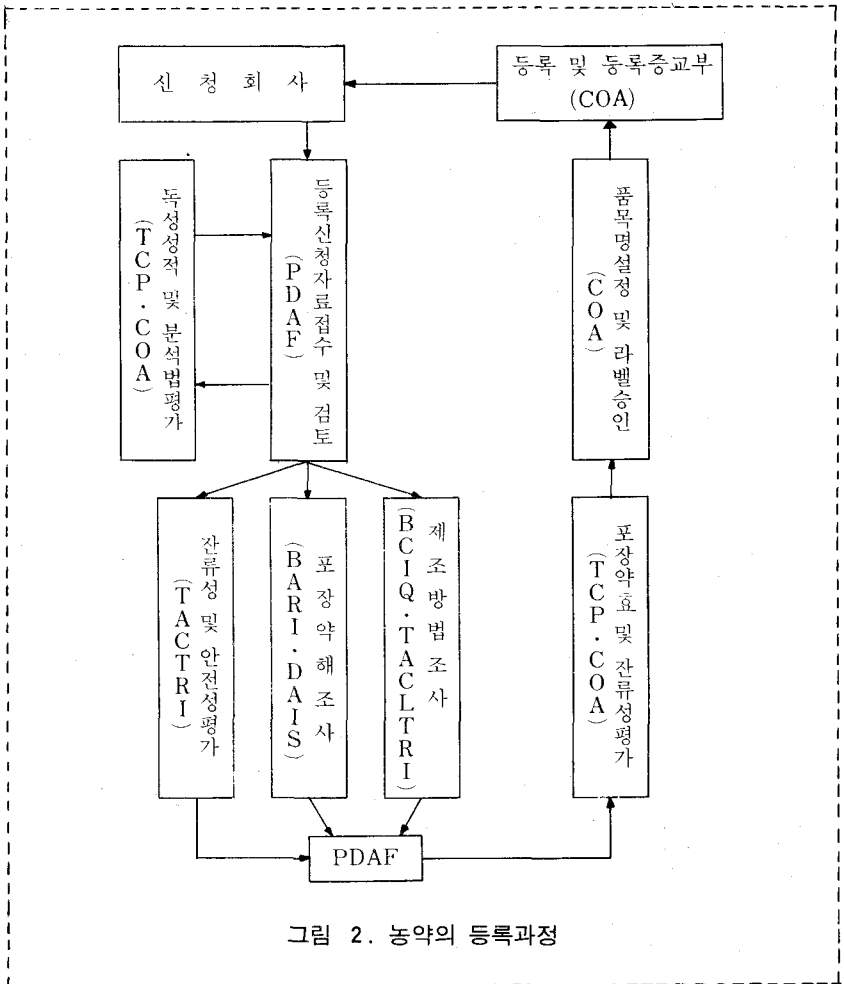 신 청 회 사
등록 및 등록증교부
(COA)
독성성적 및 분석법평가
(TCP·COA)
등록신청자료접수 및 검토
(PDAF)
품목명설정 및 라벨승인
(COA)
잔류성 및 안전성평가
(TACTRI)
포장약해조사
(BARI·DAIS)
제조방법조사
(BCIQ·TACLTRI)
포장약효 및 잔류성평가
(TCP·COA)
PDAF
그림 2. 농약의 등록과정